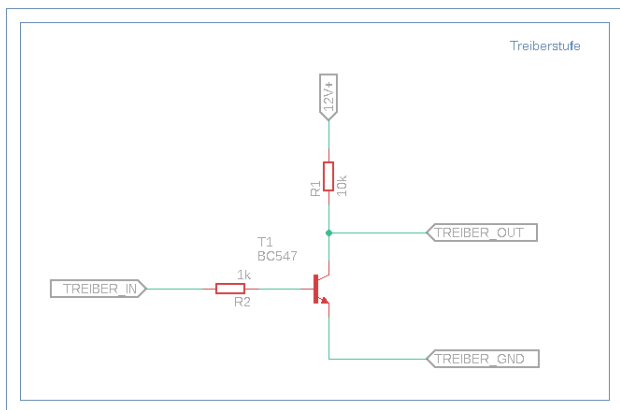 Treiberstufe
12V+
R1
10k
TREIBER_OUT
T1
BC547
1k
TREIBER_IN
R2
TREIBER_GND